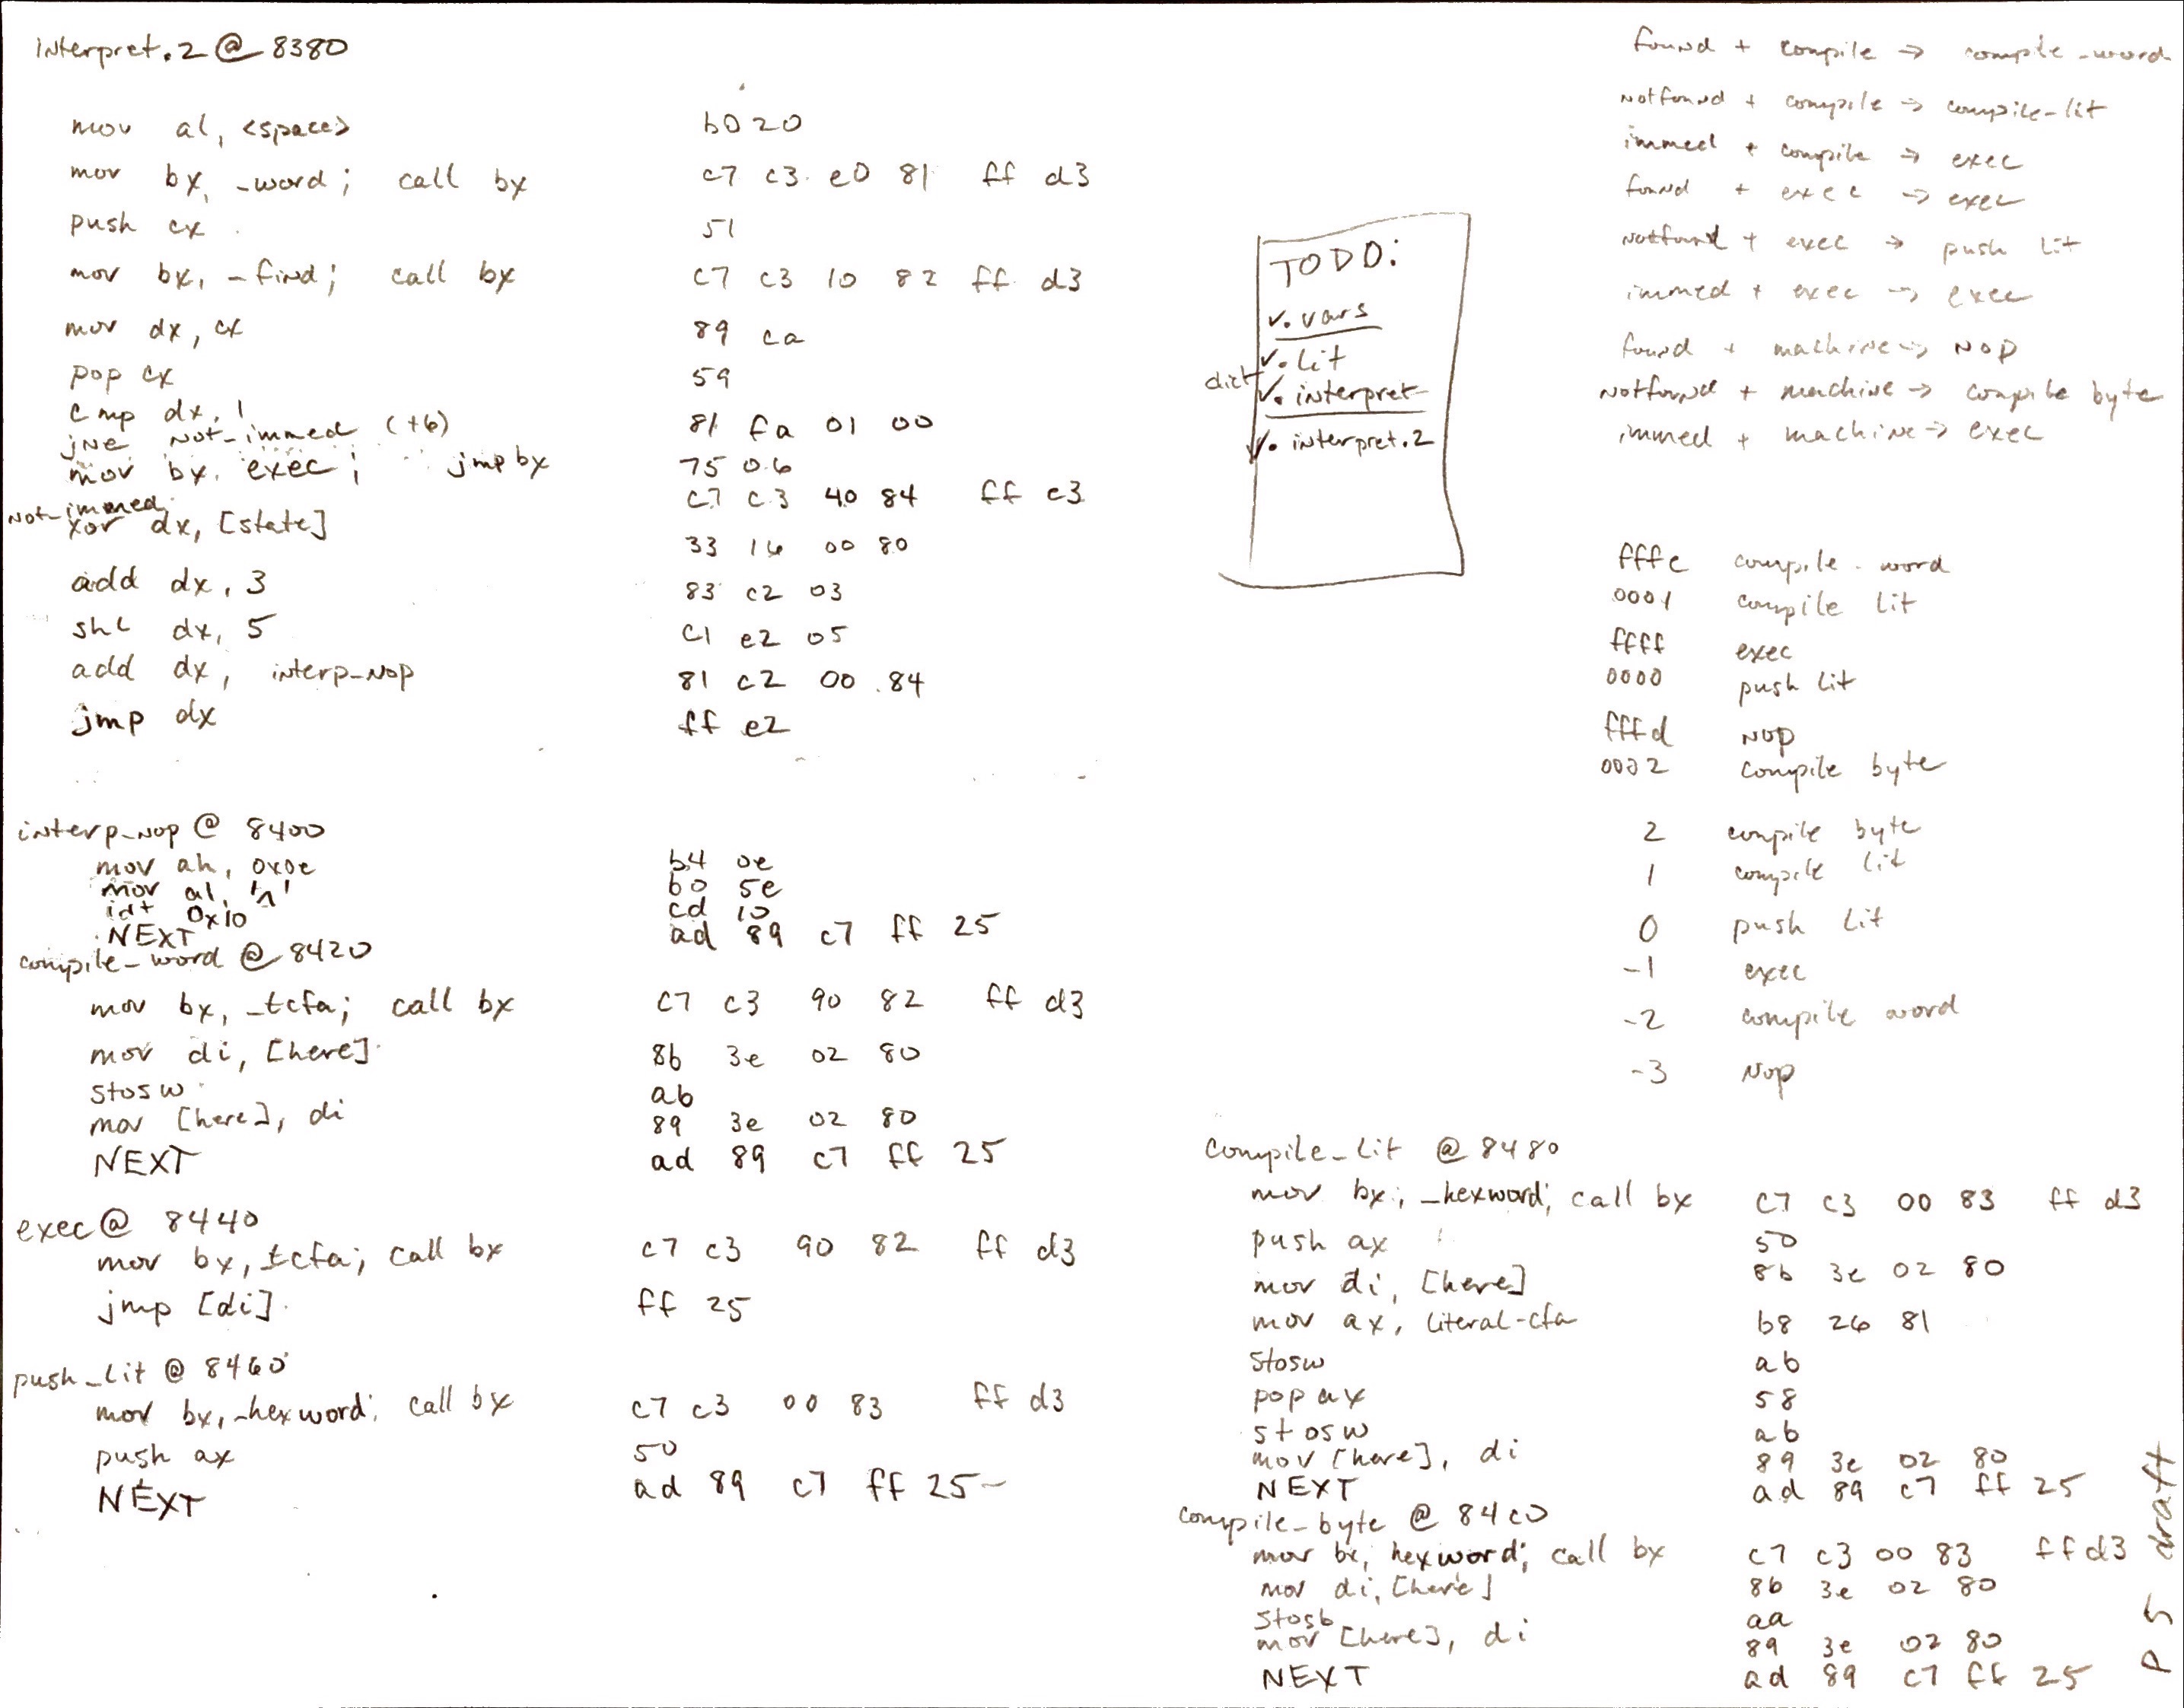 interpret.2 @ 8380
mov al, <space> b0 20
mov bx, _word; call bx c7 c3 e0 81 ff d3
push cx 51
mov bx, _find; call bx c7 c3 10 82 ff d3
mov dx, cx 89 ca
pop cx 59
cmp dx, 1 81 fa 01 00
jne not_immed (+6) 75 06
mov bx, exec; jmp bx c7 c3 40 84 ff e3
not_immed:
xor dx, [state] 33 16 00 80
add dx, 3 83 c2 03
shl dx, 5 c1 e2 05
add dx, interp_nop 81 c2 00 84
jmp dx ff e2
interp_nop @ 8400
mov ah, 0x0e b4 0e
mov al, '^' b0 5e
int 0x10 cd 10
NEXT ad 89 c7 ff 25
compile_word @ 8420
mov bx, _tcfa; call bx c7 c3 90 82 ff d3
mov di, [here] 8b 3e 02 80
stosw ab
mov [here], di 89 3e 02 80
NEXT ad 89 c7 ff 25
exec @ 8440
mov bx, _tcfa; call bx c7 c3 90 82 ff d3
jmp [di] ff 25
push_lit @ 8460
mov bx, _hexword; call bx c7 c3 00 83 ff d3
push ax 50
NEXT ad 89 c7 ff 25
TODO:
✓. vars
✓. lit
dict ✓. interpret
✓. interpret.2
found + compile → compile_word
notfound + compile → compile-lit
immed + compile → exec
found + exec → exec
notfound + exec → push lit
immed + exec → exec
found + machine → nop
notfound + machine → compile byte
immed + machine → exec
fffe compile-word
0001 compile lit
ffff exec
0000 push lit
fffd nop
0002 compile byte
2 compile byte
1 compile lit
0 push lit
-1 exec
-2 compile word
-3 nop
compile_lit @ 8480
mov bx, _hexword; call bx c7 c3 00 83 ff d3
push ax 50
mov di, [here] 8b 3e 02 80
mov ax, literal-cfa b8 26 81
stosw ab
pop ax 58
stosw ab
mov [here], di 89 3e 02 80
NEXT ad 89 c7 ff 25
compile_byte @ 84c0
mov bx, hexword; call bx c7 c3 00 83 ff d3
mov di, [here] 8b 3e 02 80
stosb aa
mov [here], di 89 3e 02 80
NEXT ad 89 c7 ff 25
P5 draft